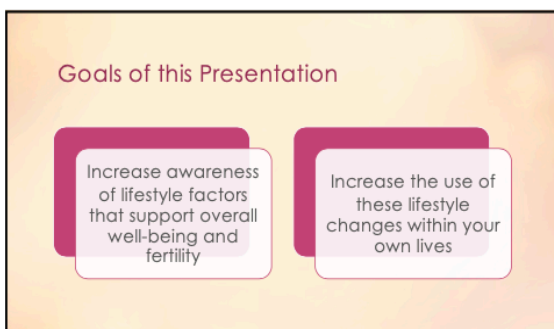 Goals of this Presentation
Increase awareness
of lifestyle factors
that support overall
well-being and
fertility
Increase the use of
these lifestyle
changes within your
own lives